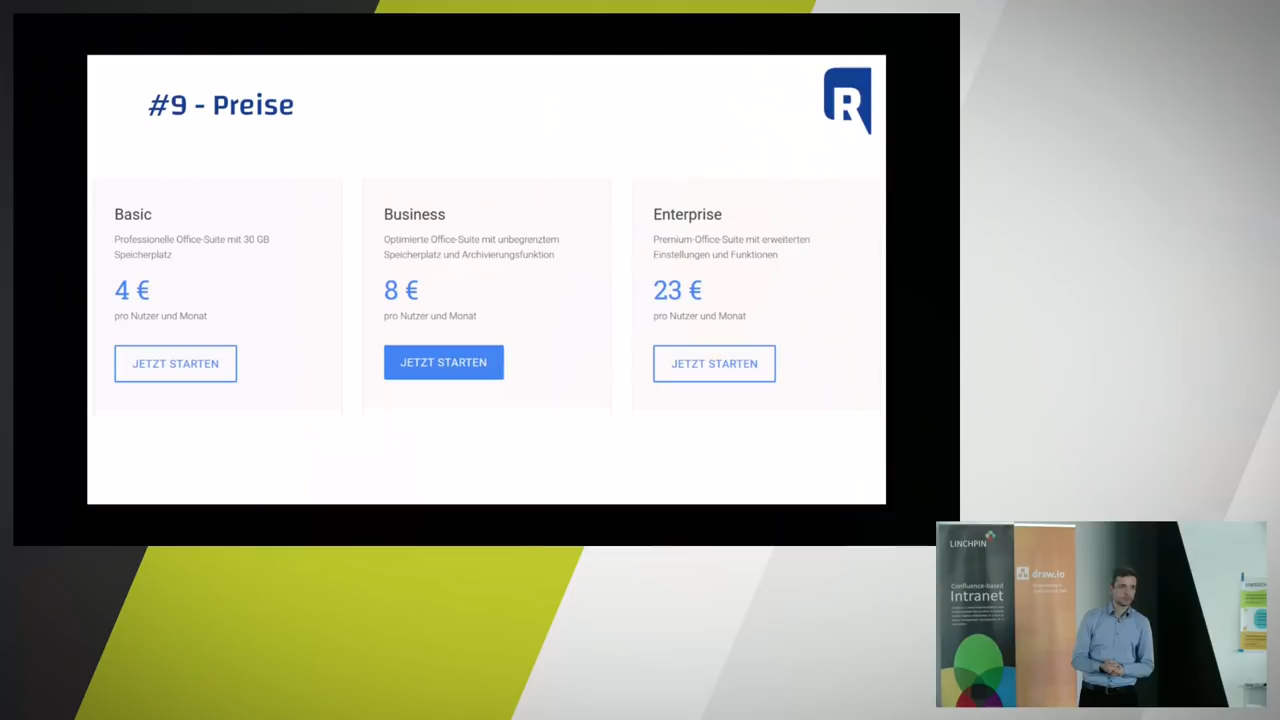 #9 - Preise
R
Basic
Professionelle Office-Suite mit 30 GB
Speicherplatz
4 €
pro Nutzer und Monat
JETZT STARTEN
Business
Optimierte Office-Suite mit unbegrenztem
Speicherplatz und Archivierungsfunktion
8 €
pro Nutzer und Monat
JETZT STARTEN
Enterprise
Premium-Office-Suite mit erweiterten
Einstellungen und Funktionen
23 €
pro Nutzer und Monat
JETZT STARTEN
LINCHPIN
Confluence-based
Intranet
draw.io